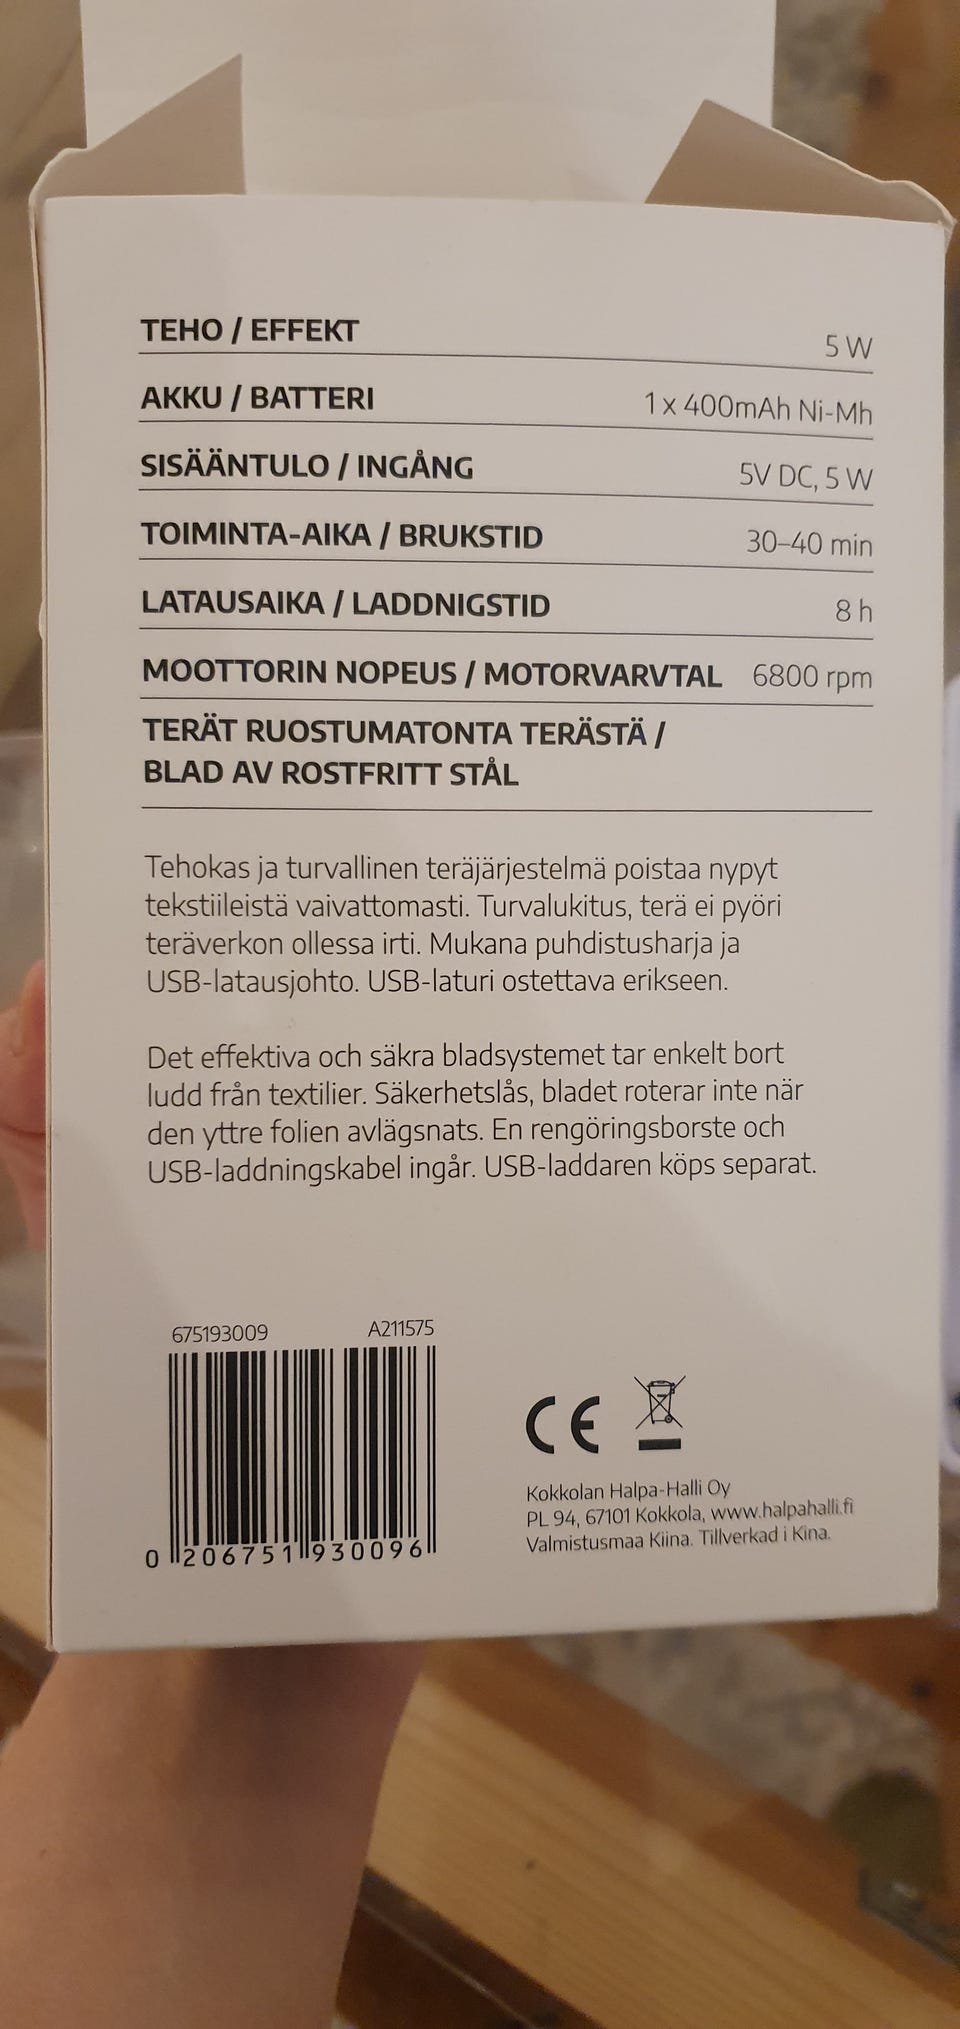 TEHO / EFFEKT 5 W
AKKU / BATTERI 1 x 400mAh Ni-Mh
SISÄÄNTULO / INGÅNG 5V DC, 5 W
TOIMINTA-AIKA / BRUKSTID 30–40 min
LATAUSAIKA / LADDNIGSTID 8 h
MOOTTORIN NOPEUS / MOTORVARVTAL 6800 rpm
TERÄT RUOSTUMATONTA TERÄSTÄ /
BLAD AV ROSTFRITT STÅL
Tehokas ja turvallinen teräjärjestelmä poistaa nypyt
tekstiileistä vaivattomasti. Turvalukitus, terä ei pyöri
teräverkon ollessa irti. Mukana puhdistusharja ja
USB-latausjohto. USB-laturi ostettava erikseen.
Det effektiva och säkra bladsystemet tar enkelt bort
ludd från textilier. Säkerhetslås, bladet roterar inte när
den yttre folien avlägsnats. En rengöringsborste och
USB-laddningskabel ingår. USB-laddaren köps separat.
675193009 A211575
0 206751 930096
CE
Kokkolan Halpa-Halli Oy
PL 94, 67101 Kokkola, www.halpahalli.fi
Valmistusmaa Kiina. Tillverkad i Kina.